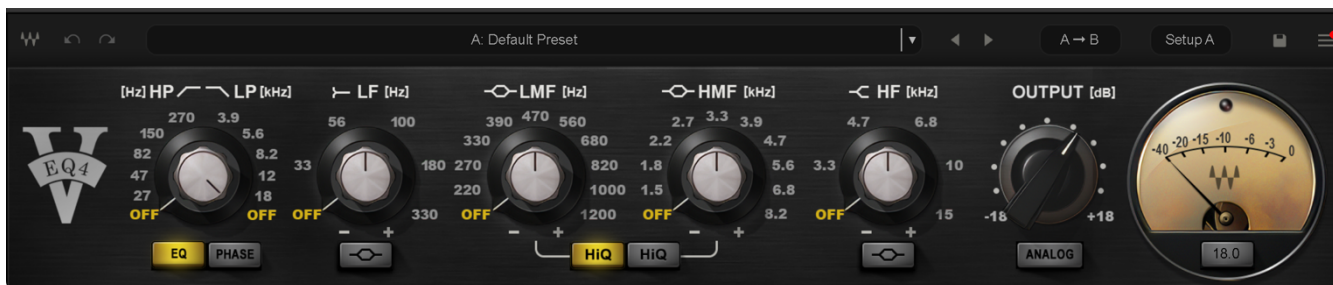 A: Default Preset
A→B
Setup A
[Hz] HP LP [kHz]
LF [Hz]
LMF [Hz]
HMF [kHz]
HF [kHz]
OUTPUT [dB]
V
EQ4
270 3.9
150 5.6
82 8.2
47 12
27 18
OFF OFF
EQ PHASE
56 100
33 180
OFF 330
- +
390 470 560
330 680
270 820
220 1000
OFF 1200
- +
HiQ HiQ
2.7 3.3 3.9
2.2 4.7
1.8 5.6
1.5 6.8
OFF 8.2
- +
4.7 6.8
3.3 10
OFF 15
- +
-18 +18
ANALOG
-40 -20 -15 -10 -6 -3 0
18.0